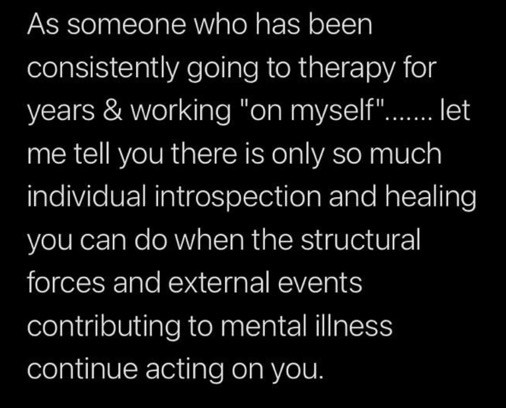 As someone who has been
consistently going to therapy for
years & working "on myself"....... let
me tell you there is only so much
individual introspection and healing
you can do when the structural
forces and external events
contributing to mental illness
continue acting on you.